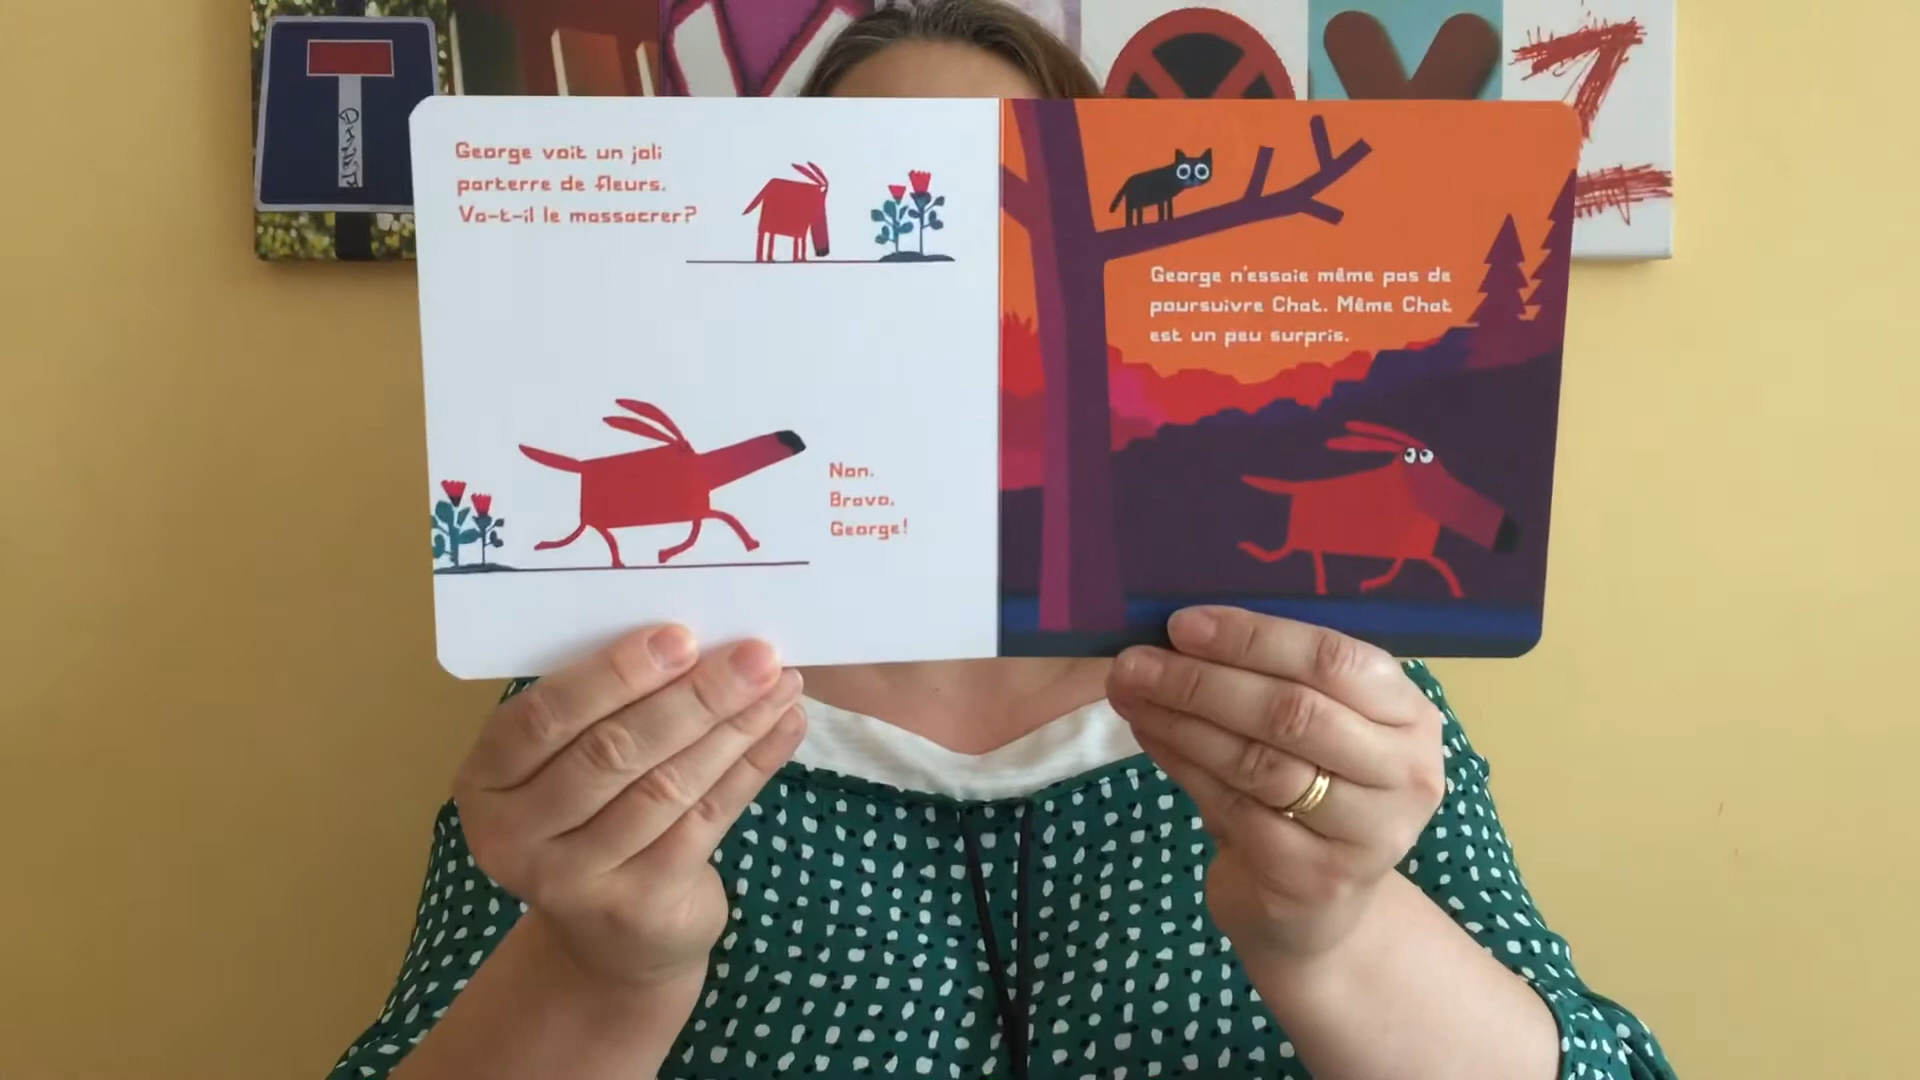 George voit un joli
parterre de fleurs.
Va-t-il le massacrer?
Non.
Bravo,
George!
George n'essaie même pas de
poursuivre Chat. Même Chat
est un peu surpris.